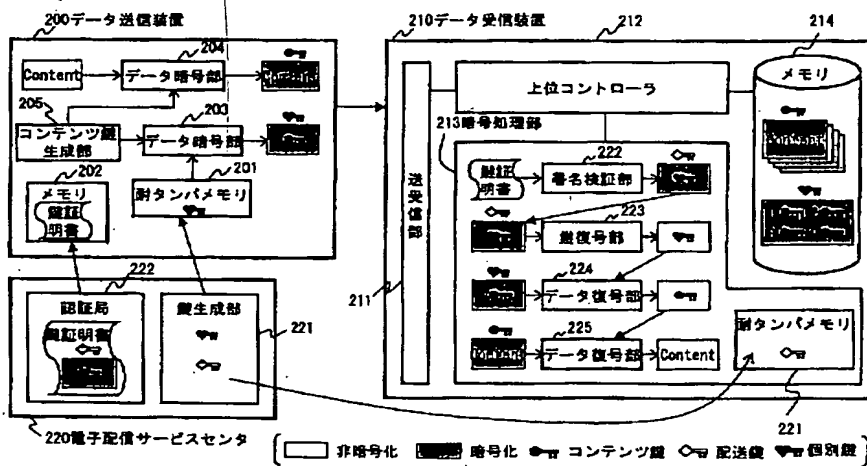 200データ送信装置
204
Content
データ暗号部
205
203
コンテンツ鍵
生成部
データ暗号部
202
201
メモリ
鍵証
明書
耐タンパメモリ
222
認証局
鍵証明書
鍵生成部
221
220電子配信サービスセンタ
210データ受信装置
212
214
上位コントローラ
メモリ
213暗号処理部
送受信部
211
鍵証
明書
222
署名検証部
223
鍵復号部
224
データ復号部
225
データ復号部
Content
耐タンパメモリ
221
非暗号化
暗号化
コンテンツ鍵
配送鍵
個別鍵